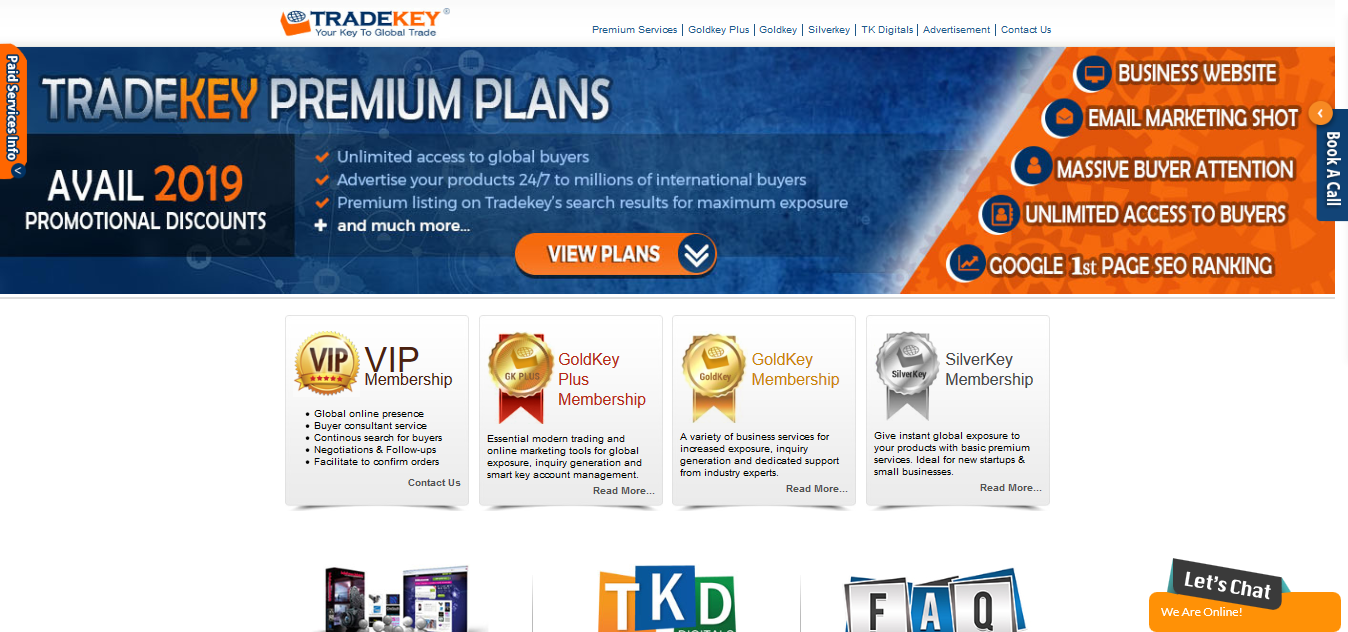 TRADEKEY®
Your Key To Global Trade
Premium Services | Goldkey Plus | Goldkey | Silverkey | TK Digitals | Advertisement | Contact Us
Paid Services Info
<
TRADEKEY PREMIUM PLANS
AVAIL 2019
PROMOTIONAL DISCOUNTS
Unlimited access to global buyers
Advertise your products 24/7 to millions of international buyers
Premium listing on Tradekey's search results for maximum exposure
and much more...
VIEW PLANS
BUSINESS WEBSITE
EMAIL MARKETING SHOT
MASSIVE BUYER ATTENTION
UNLIMITED ACCESS TO BUYERS
GOOGLE 1st PAGE SEO RANKING
Book A Call
VIP
VIP
Membership
• Global online presence
• Buyer consultant service
• Continous search for buyers
• Negotiations & Follow-ups
• Facilitate to confirm orders
Contact Us
GK PLUS
GoldKey
Plus
Membership
Essential modern trading and
online marketing tools for global
exposure, inquiry generation and
smart key account management.
Read More...
GoldKey
GoldKey
Membership
A variety of business services for
increased exposure, inquiry
generation and dedicated support
from industry experts.
Read More...
SilverKey
SilverKey
Membership
Give instant global exposure to
your products with basic premium
services. Ideal for new startups &
small businesses.
Read More...
TKD
DIGITALS
FAQ
Let's Chat
We Are Online!